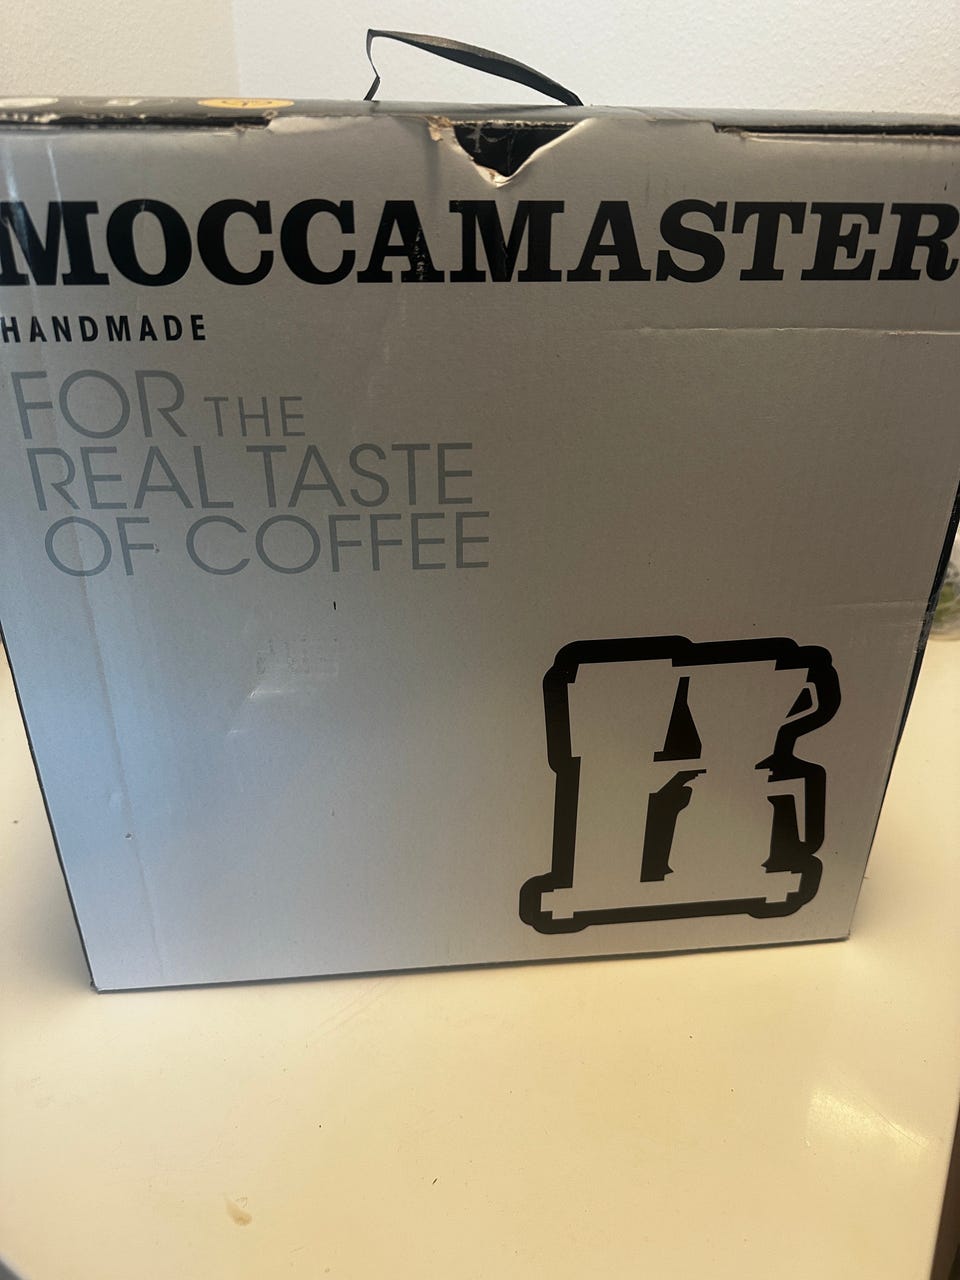 MOCCAMASTER
HANDMADE
FOR THE
REAL TASTE
OF COFFEE